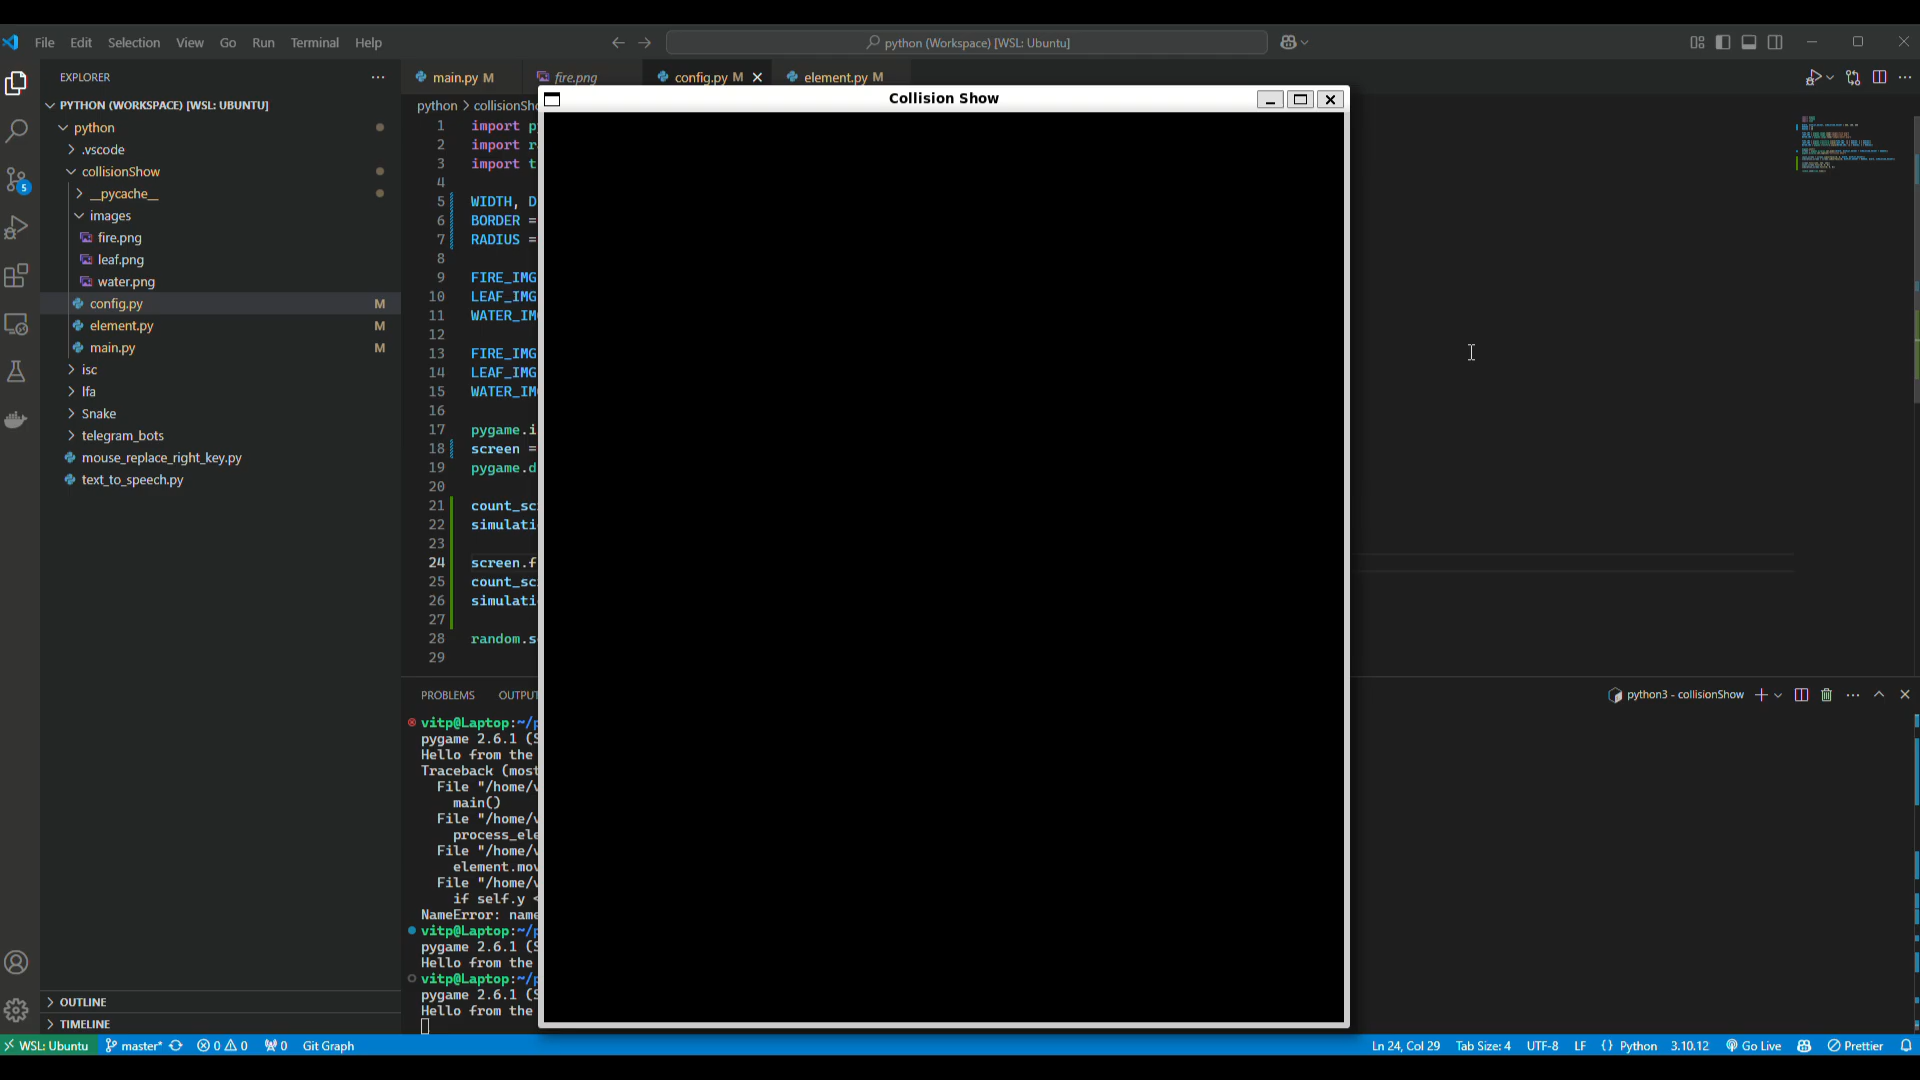 File Edit Selection View Go Run Terminal Help
python (Workspace) [WSL: Ubuntu]
EXPLORER
main.py M
fire.png
config.py M
element.py M
PYTHON (WORKSPACE) [WSL: UBUNTU]
python
.vscode
collisionShow
__pycache__
images
fire.png
leaf.png
water.png
config.py M
element.py M
main.py M
isc
lfa
Snake
telegram_bots
mouse_replace_right_key.py
text_to_speech.py
OUTLINE
TIMELINE
5
python > collisionSh
1 import p
2 import r
3 import t
4
5 WIDTH, D
6 BORDER =
7 RADIUS =
8
9 FIRE_IMG
10 LEAF_IMG
11 WATER_IM
12
13 FIRE_IMG
14 LEAF_IMG
15 WATER_IM
16
17 pygame.i
18 screen =
19 pygame.d
20
21 count_sc
22 simulati
23
24 screen.f
25 count_sc
26 simulati
27
28 random.s
29
Collision Show
PROBLEMS OUTPU
python3 - collisionShow
vitp@Laptop:~/p
pygame 2.6.1 (S
Hello from the
Traceback (most
File "/home/v
main()
File "/home/v
process_ele
File "/home/v
element.mov
File "/home/v
if self.y <
NameError: name
vitp@Laptop:~/p
pygame 2.6.1 (S
Hello from the
vitp@Laptop:~/p
pygame 2.6.1 (S
Hello from the
WSL: Ubuntu master* 0 0 0 Git Graph
Ln 24, Col 29 Tab Size: 4 UTF-8 LF {} Python 3.10.12 Go Live Prettier